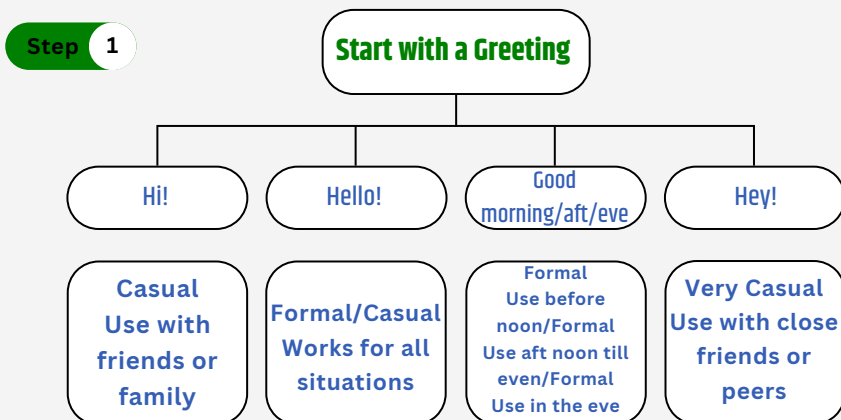 Step 1
Start with a Greeting
Hi!
Hello!
Good
morning/aft/eve
Hey!
Casual
Use with
friends or
family
Formal/Casual
Works for all
situations
Formal
Use before
noon/Formal
Use aft noon till
even/Formal
Use in the eve
Very Casual
Use with close
friends or
peers